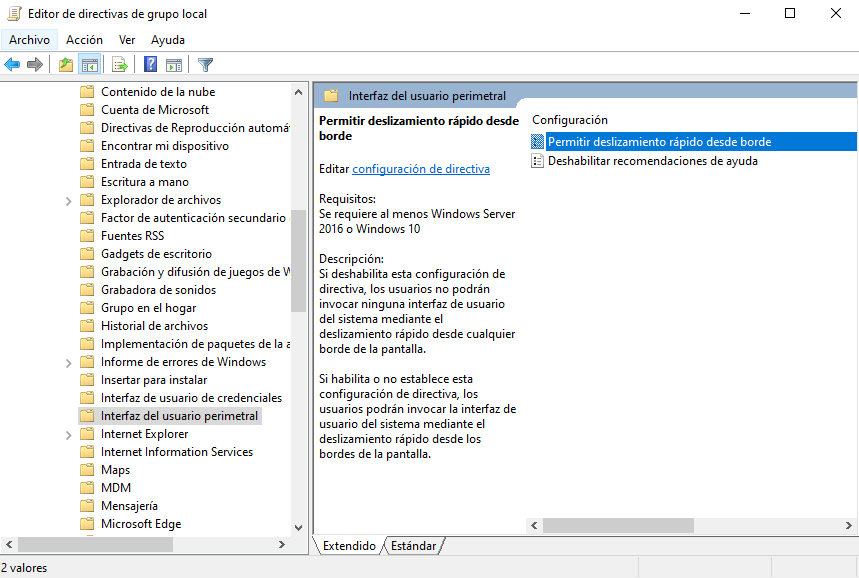 Editor de directivas de grupo local
Archivo Acción Ver Ayuda
Contenido de la nube
Cuenta de Microsoft
Directivas de Reproducción automá
Encontrar mi dispositivo
Entrada de texto
Escritura a mano
Explorador de archivos
Factor de autenticación secundario
Fuentes RSS
Gadgets de escritorio
Grabación y difusión de juegos de W
Grabadora de sonidos
Grupo en el hogar
Historial de archivos
Implementación de paquetes de la a
Informe de errores de Windows
Insertar para instalar
Interfaz de usuario de credenciales
Interfaz del usuario perimetral
Internet Explorer
Internet Information Services
Maps
MDM
Mensajería
Microsoft Edge
Interfaz del usuario perimetral
Permitir deslizamiento rápido desde
borde
Editar configuración de directiva
Requisitos:
Se requiere al menos Windows Server
2016 o Windows 10
Descripción:
Si deshabilita esta configuración de
directiva, los usuarios no podrán
invocar ninguna interfaz de usuario
del sistema mediante el
deslizamiento rápido desde cualquier
borde de la pantalla.
Si habilita o no establece esta
configuración de directiva, los
usuarios podrán invocar la interfaz de
usuario del sistema mediante el
deslizamiento rápido desde los
bordes de la pantalla.
Configuración
Permitir deslizamiento rápido desde borde
Deshabilitar recomendaciones de ayuda
Extendido Estándar
2 valores